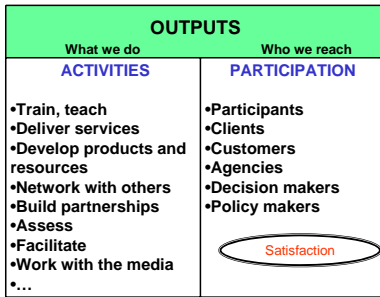 OUTPUTS
What we do
Who we reach
ACTIVITIES
•Train, teach
•Deliver services
•Develop products and
resources
•Network with others
•Build partnerships
•Assess
•Facilitate
•Work with the media
•…
PARTICIPATION
•Participants
•Clients
•Customers
•Agencies
•Decision makers
•Policy makers
Satisfaction